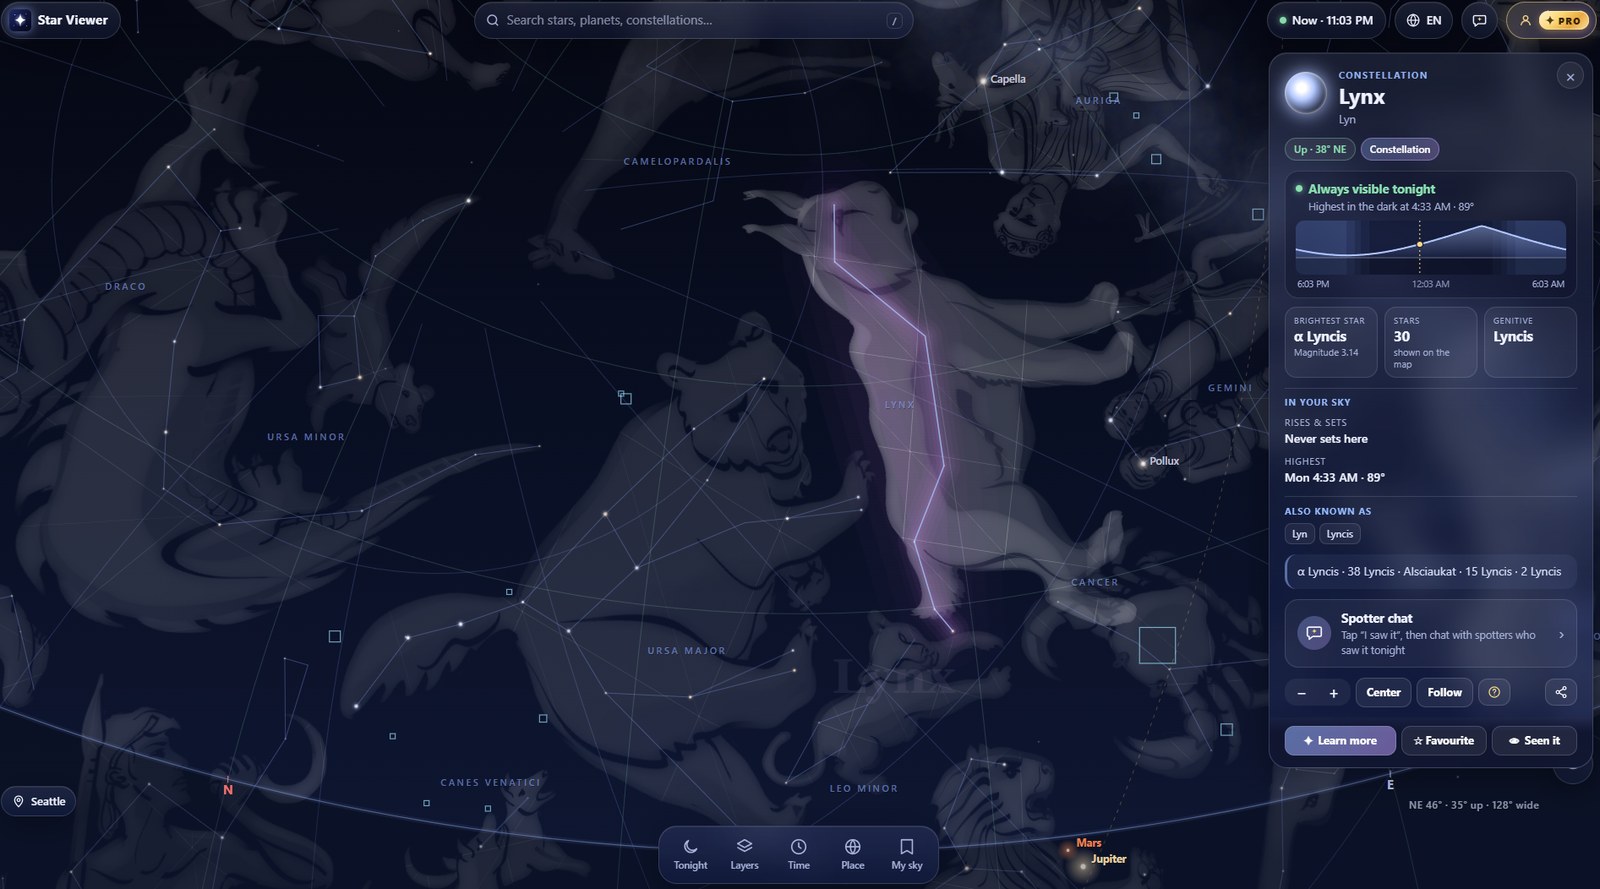 Star Viewer
Search stars, planets, constellations...
/
Now · 11:03 PM
EN
PRO
Capella
AURIGA
CAMELOPARDALIS
DRACO
URSA MINOR
LYNX
GEMINI
Pollux
CANCER
URSA MAJOR
Lynx
CANES VENATICI
LEO MINOR
N
E
Seattle
Mars
Jupiter
NE 46° · 35° up · 128° wide
Tonight
Layers
Time
Place
My sky
CONSTELLATION
Lynx
Lyn
Up · 38° NE
Constellation
Always visible tonight
Highest in the dark at 4:33 AM · 89°
6:03 PM
12:03 AM
6:03 AM
BRIGHTEST STAR
α Lyncis
Magnitude 3.14
STARS
30
shown on the
map
GENITIVE
Lyncis
IN YOUR SKY
RISES & SETS
Never sets here
HIGHEST
Mon 4:33 AM · 89°
ALSO KNOWN AS
Lyn
Lyncis
α Lyncis · 38 Lyncis · Alsciaukat · 15 Lyncis · 2 Lyncis
Spotter chat
Tap “I saw it”, then chat with spotters who
saw it tonight
Center
Follow
Learn more
Favourite
Seen it